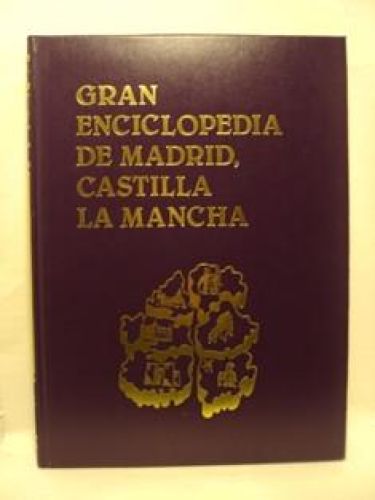 GRAN
ENCICLOPEDIA
DE MADRID,
CASTILLA
LA MANCHA